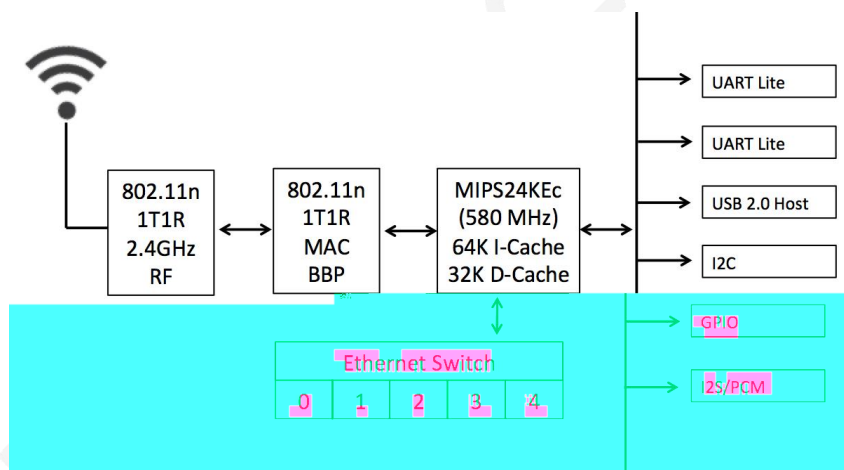 802.11n
1T1R
2.4GHz
RF
802.11n
1T1R
MAC
BBP
MIPS24KEc
(580 MHz)
64K I-Cache
32K D-Cache
UART Lite
UART Lite
USB 2.0 Host
I2C
GPIO
I2S/PCM
Ethernet Switch
0 1 2 3 4